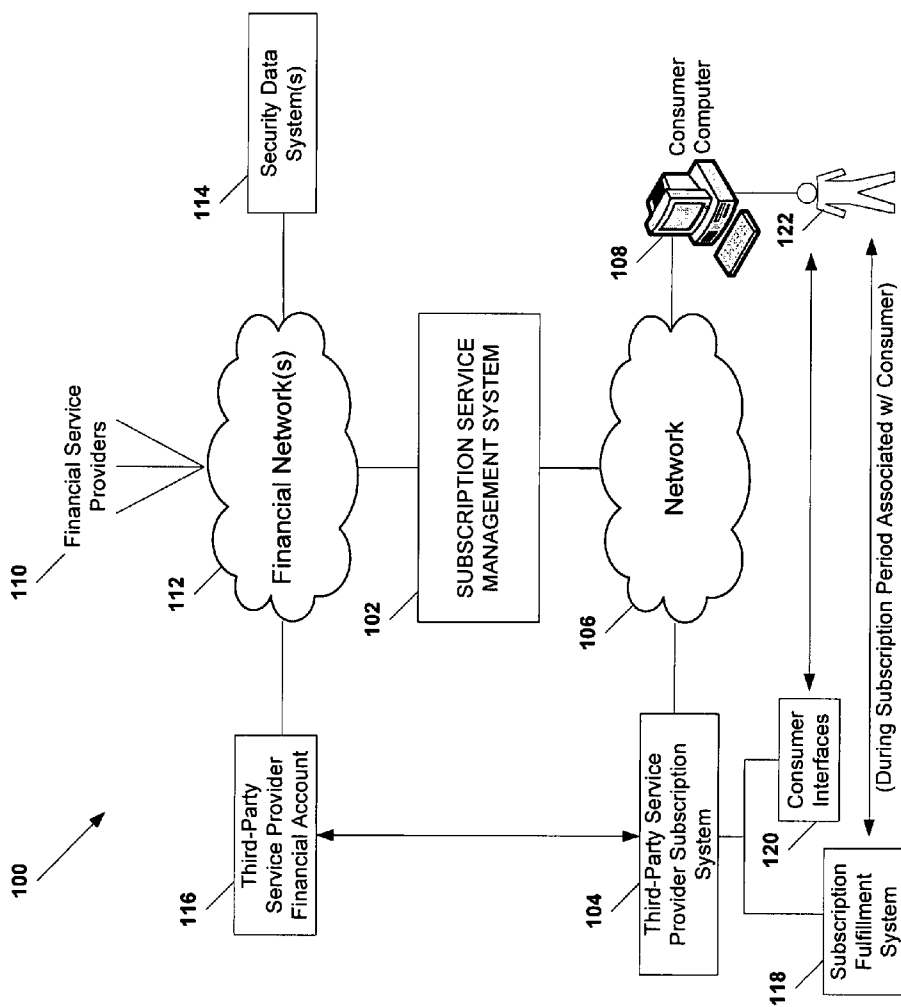 100
110
Financial Service
Providers
112
Financial Network(s)
114
Security Data
System(s)
116
Third-Party
Service Provider
Financial Account
102
SUBSCRIPTION SERVICE
MANAGEMENT SYSTEM
104
Third-Party Service
Provider Subscription
System
106
Network
108
Consumer
Computer
122
120
Consumer
Interfaces
118
Subscription
Fulfillment
System
(During Subscription Period Associated w/ Consumer)